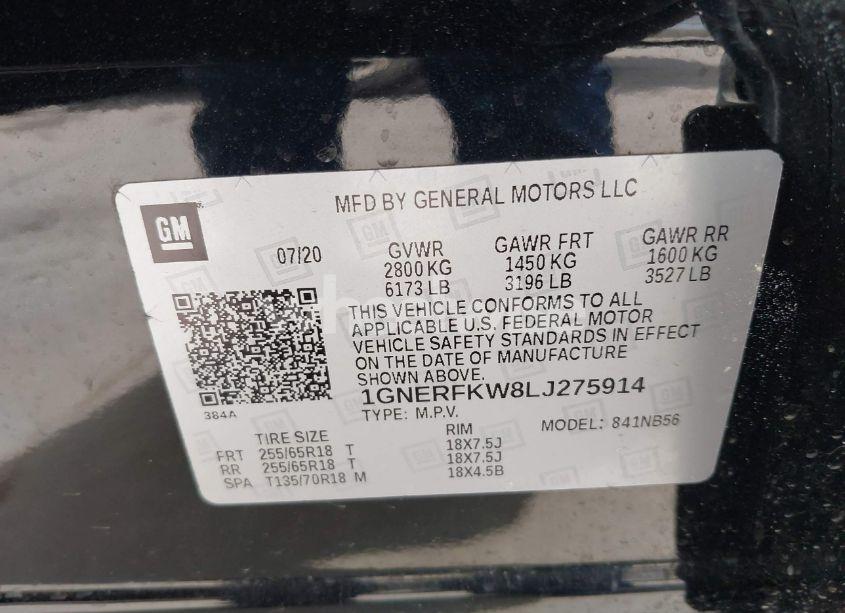 MFD BY GENERAL MOTORS LLC
GM
07/20
GVWR
2800 KG
6173 LB
GAWR FRT
1450 KG
3196 LB
GAWR RR
1600 KG
3527 LB
THIS VEHICLE CONFORMS TO ALL
APPLICABLE U.S. FEDERAL MOTOR
VEHICLE SAFETY STANDARDS IN EFFECT
ON THE DATE OF MANUFACTURE
SHOWN ABOVE.
1GNERFKW8LJ275914
TYPE: M.P.V.
MODEL: 841NB56
384A
TIRE SIZE
RIM
FRT 255/65R18 T 18X7.5J
RR 255/65R18 T 18X7.5J
SPA T135/70R18 M 18X4.5B